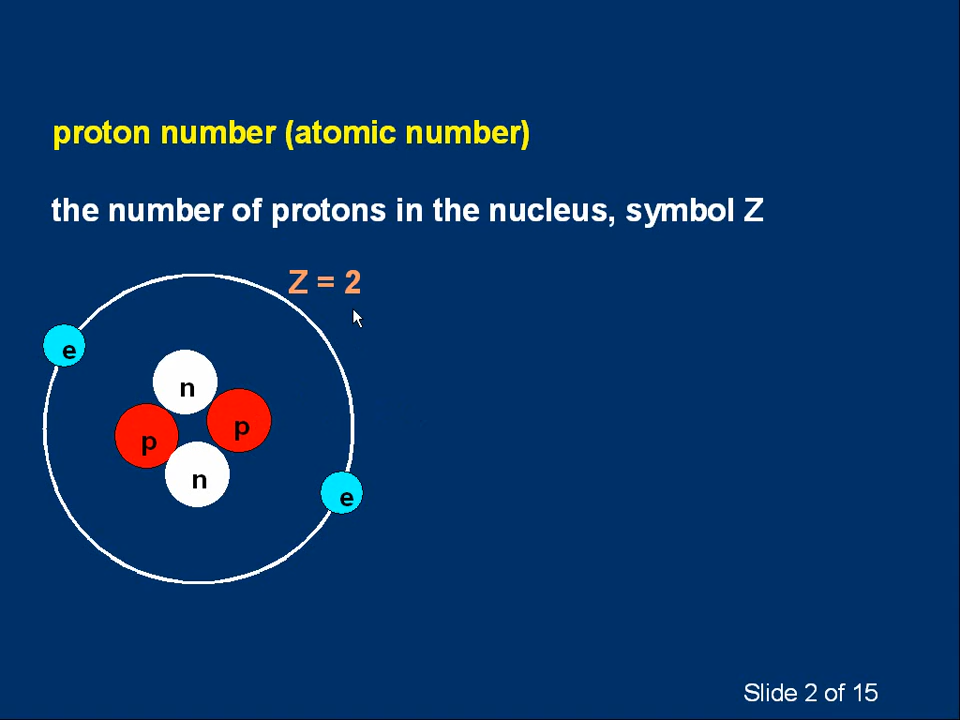 proton number (atomic number)
the number of protons in the nucleus, symbol Z
Z = 2
e
n
p
p
n
e
Slide 2 of 15